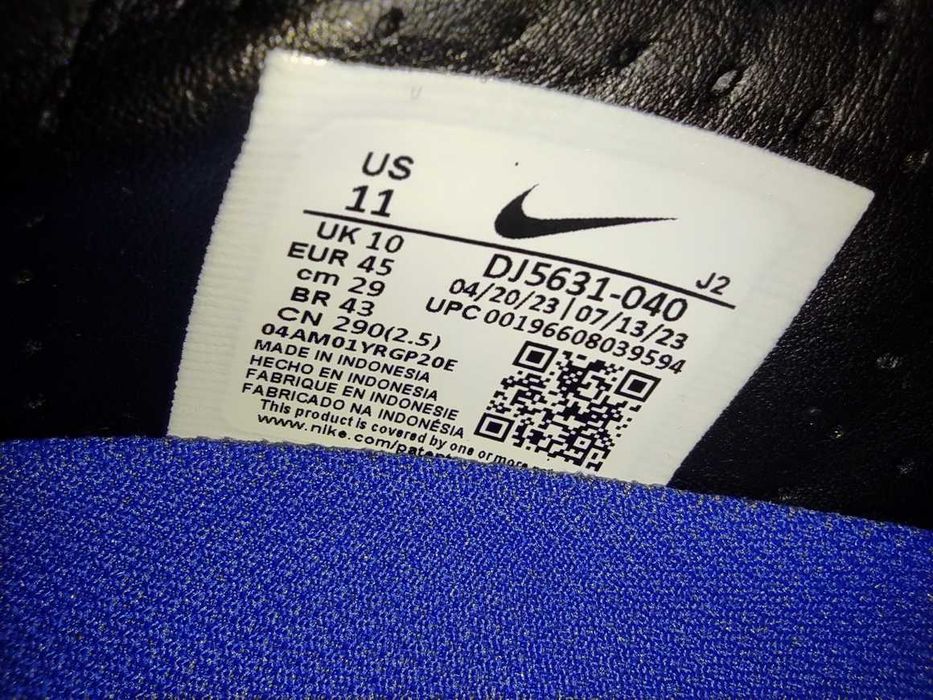 US
11
UK 10
EUR 45
cm 29
BR 43
CN 290(2.5)
04AM01YRGP20E
MADE IN INDONESIA
HECHO EN INDONESIA
FABRIQUE EN INDONESIE
FABRICADO NA INDONÉSIA
This product is covered by one or more
www.nike.com/patent
J2
DJ5631-040
04/20/23 | 07/13/23
UPC 00196608039594